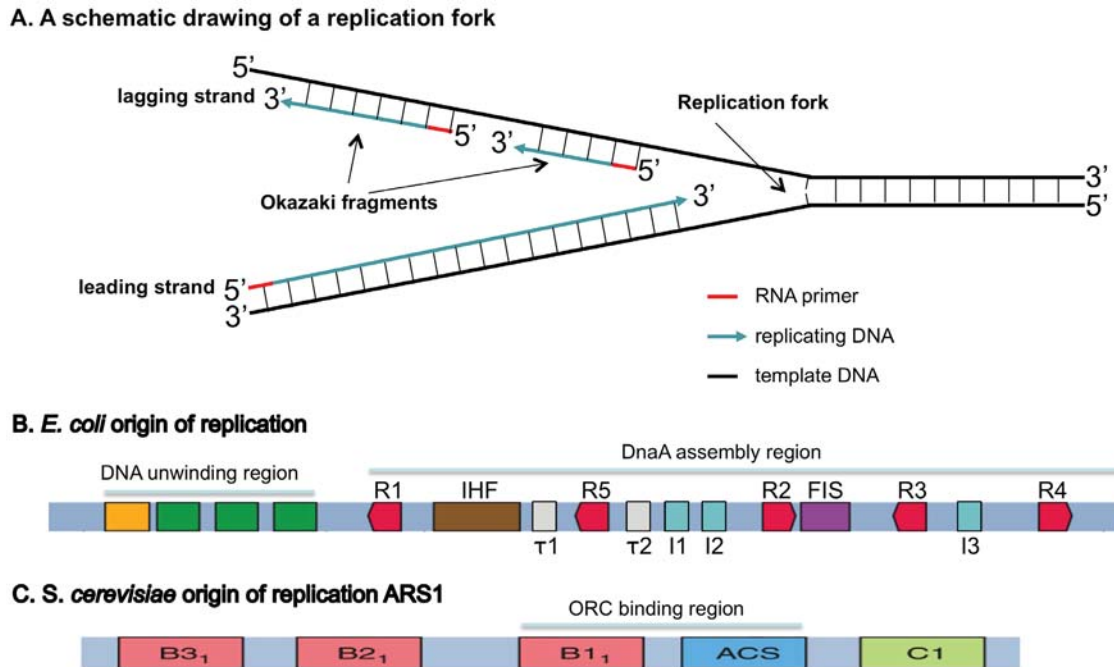 A. A schematic drawing of a replication fork
5'
lagging strand 3'
Replication fork
5' 3'
5'
3'
Okazaki fragments
3'
5'
leading strand 5'
3'
RNA primer
replicating DNA
template DNA
B. E. coli origin of replication
DNA unwinding region
DnaA assembly region
R1 IHF R5 R2 FIS R3 R4
τ1 τ2 I1 I2 I3
C. S. cerevisiae origin of replication ARS1
ORC binding region
B3₁ B2₁ B1₁ ACS C1